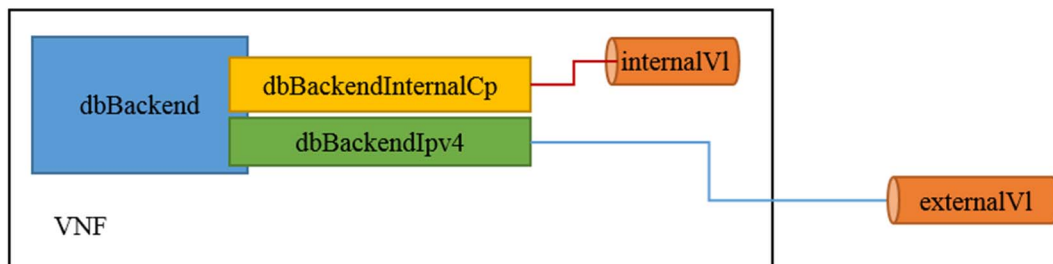 dbBackend
dbBackendInternalCp
internalVl
dbBackendIpv4
externalVl
VNF